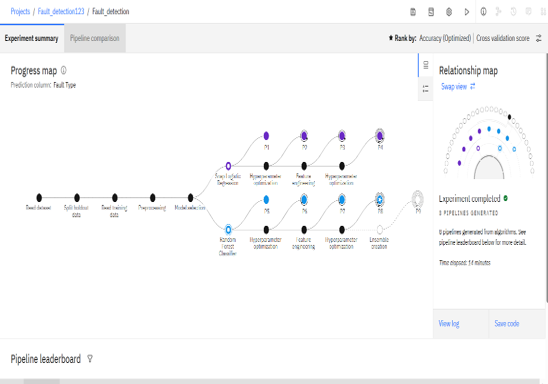 Projects / Fault_detection123 / Fault_detection
Experiment summary
Pipeline comparison
Rank by: Accuracy (Optimized) | Cross validation score
Progress map
Prediction column: Fault Type
Relationship map
Swap view
P1
P2
P3
P4
Snap Logistic Regression
Hyperparameter optimization
Feature engineering
Hyperparameter optimization
Read dataset
Split holdout data
Read training data
Preprocessing
Model selection
P5
P6
P7
P8
P9
Random Forest Classifier
Hyperparameter optimization
Feature engineering
Hyperparameter optimization
Ensemble creation
Experiment completed
PIPELINES GENERATED
pipelines generated from algorithms. See
pipeline leaderboard below for more detail.
Time elapsed: 14 minutes
View log
Save code
Pipeline leaderboard